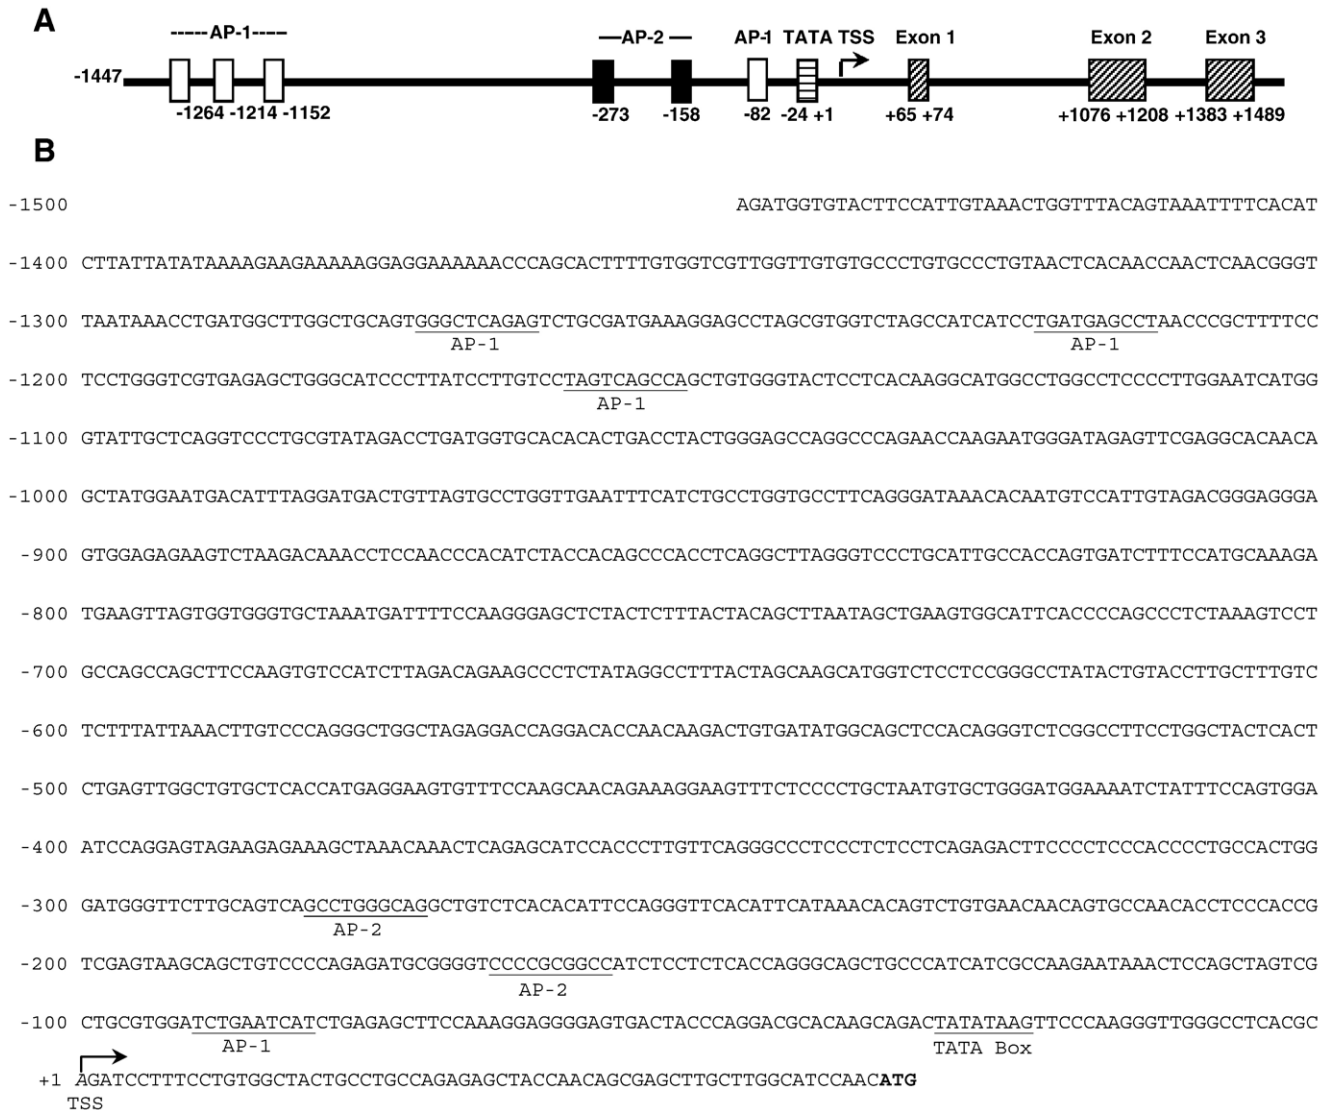 A
-----AP-1----
—AP-2 —
AP-1 TATA TSS Exon 1 Exon 2 Exon 3
-1447
-1264 -1214 -1152 -273 -158 -82 -24 +1 +65 +74 +1076 +1208 +1383 +1489
B
-1500 AGATGGTGTACTTCCATTGTAAACTGGTTTACAGTAAATTTTCACAT
-1400 CTTATTATATAAAAGAAGAAAAAGGAGGAAAAAACCCAGCACTTTTGTGGTCGTTGGTTGTGTGCCCTGTGCCCTGTAACTCACAACCAACTCAACGGGT
-1300 TAATAAACCTGATGGCTTGGCTGCAGTGGGCTCAGAGTCTGCGATGAAAGGAGCCTAGCGTGGTCTAGCCATCATCCTGATGAGCCTAACCCGCTTTTCC
AP-1 AP-1
-1200 TCCTGGGTCGTGAGAGCTGGGCATCCCTTATCCTTGTCCTAGTCAGCCAGCTGTGGGTACTCCTCACAAGGCATGGCCTGGCCTCCCCTTGGAATCATGG
AP-1
-1100 GTATTGCTCAGGTCCCTGCGTATAGACCTGATGGTGCACACACTGACCTACTGGGAGCCAGGCCCAGAACCAAGAATGGGATAGAGTTCGAGGCACAACA
-1000 GCTATGGAATGACATTTAGGATGACTGTTAGTGCCTGGTTGAATTTCATCTGCCTGGTGCCTTCAGGGATAAACACAATGTCCATTGTAGACGGGAGGGA
-900 GTGGAGAGAAGTCTAAGACAAACCTCCAACCCACATCTACCACAGCCCACCTCAGGCTTAGGGTCCCTGCATTGCCACCAGTGATCTTTCCATGCAAAGA
-800 TGAAGTTAGTGGTGGGTGCTAAATGATTTTCCAAGGGAGCTCTACTCTTTACTACAGCTTAATAGCTGAAGTGGCATTCACCCCAGCCCTCTAAAGTCCT
-700 GCCAGCCAGCTTCCAAGTGTCCATCTTAGACAGAAGCCCTCTATAGGCCTTTACTAGCAAGCATGGTCTCCTCCGGGCCTATACTGTACCTTGCTTTGTC
-600 TCTTTATTAAACTTGTCCCAGGGCTGGCTAGAGGACCAGGACACCAACAAGACTGTGATATGGCAGCTCCACAGGGTCTCGGCCTTCCTGGCTACTCACT
-500 CTGAGTTGGCTGTGCTCACCATGAGGAAGTGTTTCCAAGCAACAGAAAGGAAGTTTCTCCCCTGCTAATGTGCTGGGATGGAAAATCTATTTCCAGTGGA
-400 ATCCAGGAGTAGAAGAGAAAGCTAAACAAACTCAGAGCATCCACCCTTGTTCAGGGCCCTCCCTCTCCTCAGAGACTTCCCCTCCCACCCCTGCCACTGG
-300 GATGGGTTCTTGCAGTCAGCCTGGGCAGGCTGTCTCACACATTCCAGGGTTCACATTCATAAACACAGTCTGTGAACAACAGTGCCAACACCTCCCACCG
AP-2
-200 TCGAGTAAGCAGCTGTCCCCAGAGATGCGGGGTCCCCGCGGCCATCTCCTCTCACCAGGGCAGCTGCCCATCATCGCCAAGAATAAACTCCAGCTAGTCG
AP-2
-100 CTGCGTGGATCTGAATCATCTGAGAGCTTCCAAAGGAGGGGAGTGACTACCCAGGACGCACAAGCAGACTATATAAGTTCCCAAGGGTTGGGCCTCACGC
AP-1 TATA Box
+1 AGATCCTTTCCTGTGGCTACTGCCTGCCAGAGAGCTACCAACAGCGAGCTTGCTTGGCATCCAACATG
TSS